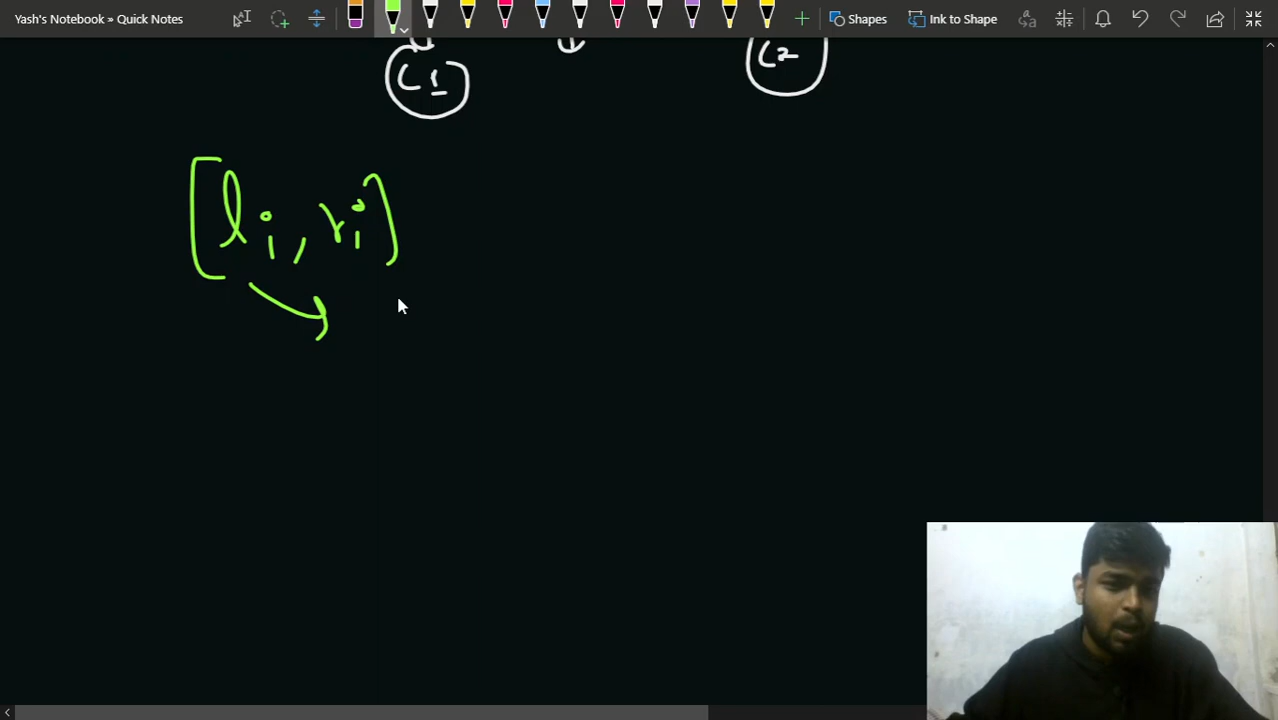 Yash's Notebook » Quick Notes
Shapes
Ink to Shape
C1
C2
[li, ri]